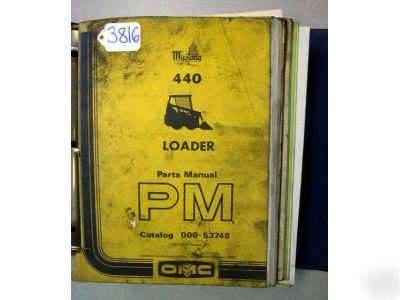 3816
Mustang
440
LOADER
Parts Manual
PM
Catalog 000-53748
OMC